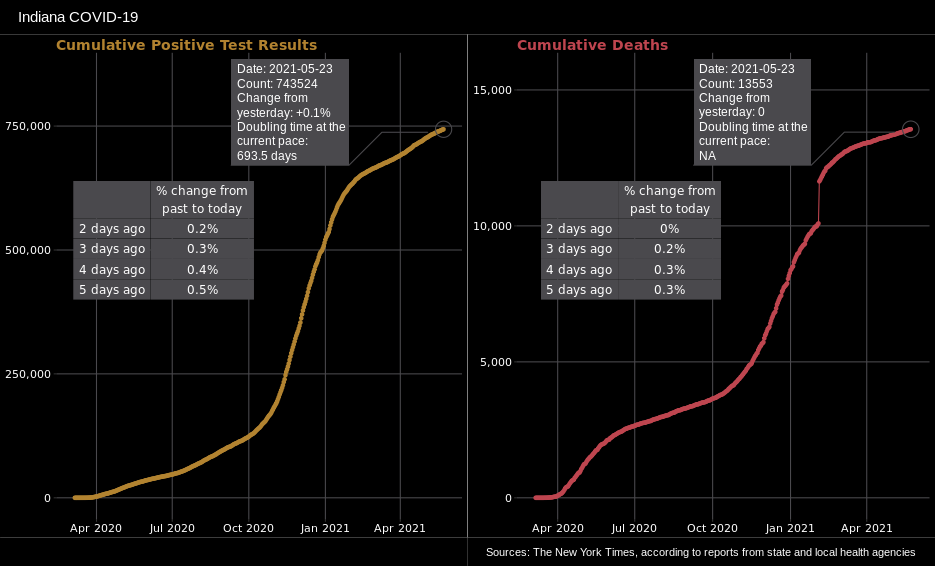 Indiana COVID-19
Cumulative Positive Test Results
Date: 2021-05-23
Count: 743524
Change from
yesterday: +0.1%
Doubling time at the
current pace:
693.5 days
% change from
past to today
2 days ago 0.2%
3 days ago 0.3%
4 days ago 0.4%
5 days ago 0.5%
750,000
500,000
250,000
0
Apr 2020 Jul 2020 Oct 2020 Jan 2021 Apr 2021
Cumulative Deaths
Date: 2021-05-23
Count: 13553
Change from
yesterday: 0
Doubling time at the
current pace:
NA
% change from
past to today
2 days ago 0%
3 days ago 0.2%
4 days ago 0.3%
5 days ago 0.3%
15,000
10,000
5,000
0
Apr 2020 Jul 2020 Oct 2020 Jan 2021 Apr 2021
Sources: The New York Times, according to reports from state and local health agencies